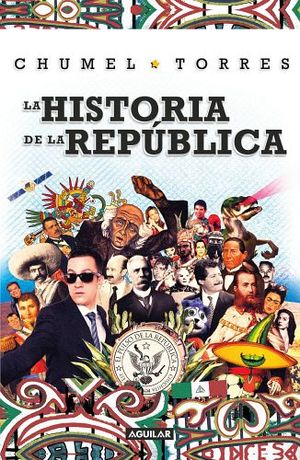 CHUMEL ★ TORRES
LA HISTORIA
DE LA REPÚBLICA
EL PULSO DE LA REPÚBLICA
AGUILAR